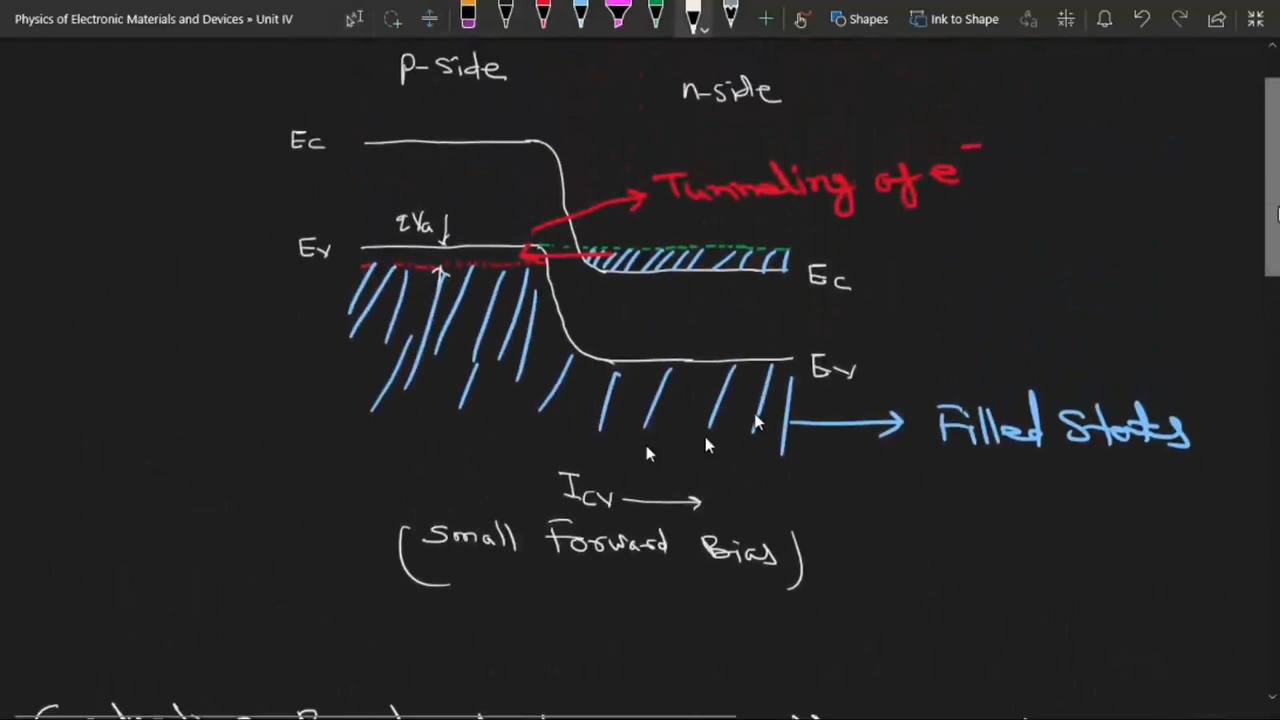 Physics of Electronic Materials and Devices » Unit IV
Shapes
Ink to Shape
P-side
n-side
Ec
Tunneling of e⁻
qVa
Ev
Ec
Ev
Filled States
Icv
(Small Forward Bias)